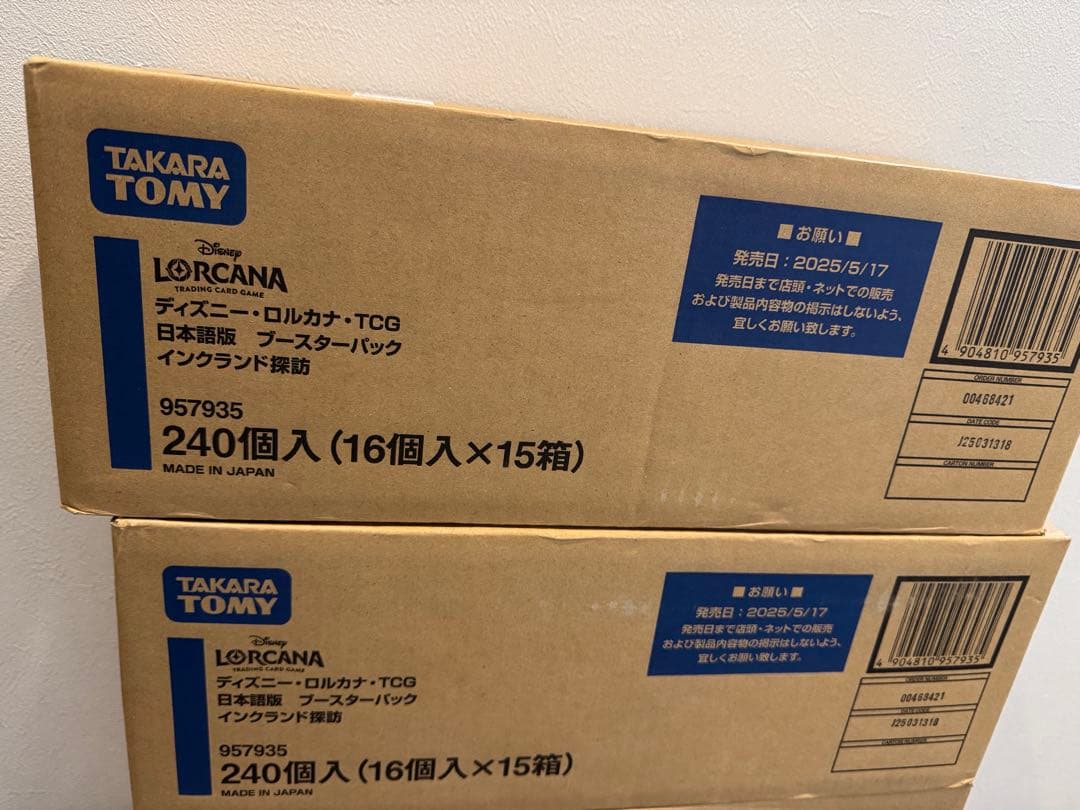 TAKARA
TOMY
Disney
LORCANA
TRADING CARD GAME
ディズニー・ロルカナ・TCG
日本語版 ブースターパック
インクランド探訪
957935
240個入(16個入×15箱)
MADE IN JAPAN
■お願い■
発売日:2025/5/17
発売日まで店頭・ネットでの販売
および製品内容物の掲示はしないよう、
宜しくお願い致します。
4 904810 957935
ORDER NUMBER
00468421
DATE CODE
J25031318
CARTON NUMBER
TAKARA
TOMY
Disney
LORCANA
TRADING CARD GAME
ディズニー・ロルカナ・TCG
日本語版 ブースターパック
インクランド探訪
957935
240個入(16個入×15箱)
MADE IN JAPAN
■お願い■
発売日:2025/5/17
発売日まで店頭・ネットでの販売
および製品内容物の掲示はしないよう、
宜しくお願い致します。
4 904810 957935
ORDER NUMBER
00468421
DATE CODE
J25031318
CARTON NUMBER